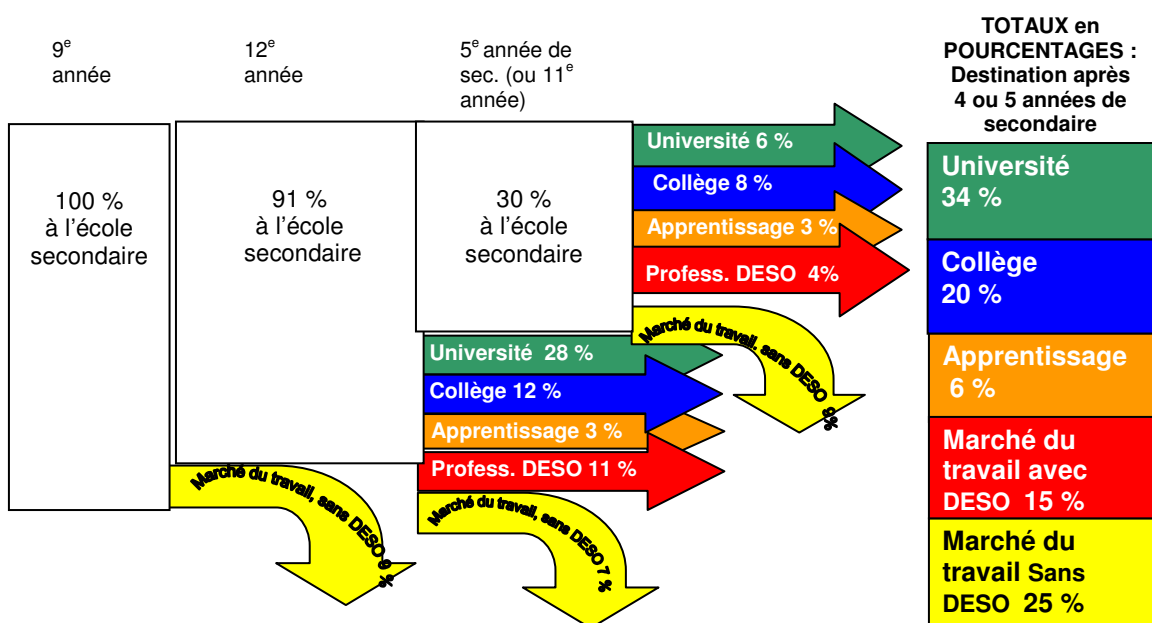 9e
année
12e
année
5e année de
sec. (ou 11e
année)
TOTAUX en
POURCENTAGES :
Destination après
4 ou 5 années de
secondaire
100 %
à l'école
secondaire
91 %
à l'école
secondaire
30 %
à l'école
secondaire
Université 6 %
Collège 8 %
Apprentissage 3 %
Profess. DESO 4%
Marché du travail, sans DESO 9%
Université 28 %
Collège 12 %
Apprentissage 3 %
Profess. DESO 11 %
Marché du travail, sans DESO 9 %
Marché du travail, sans DESO 7 %
Université
34 %
Collège
20 %
Apprentissage
6 %
Marché du
travail avec
DESO 15 %
Marché du
travail Sans
DESO 25 %